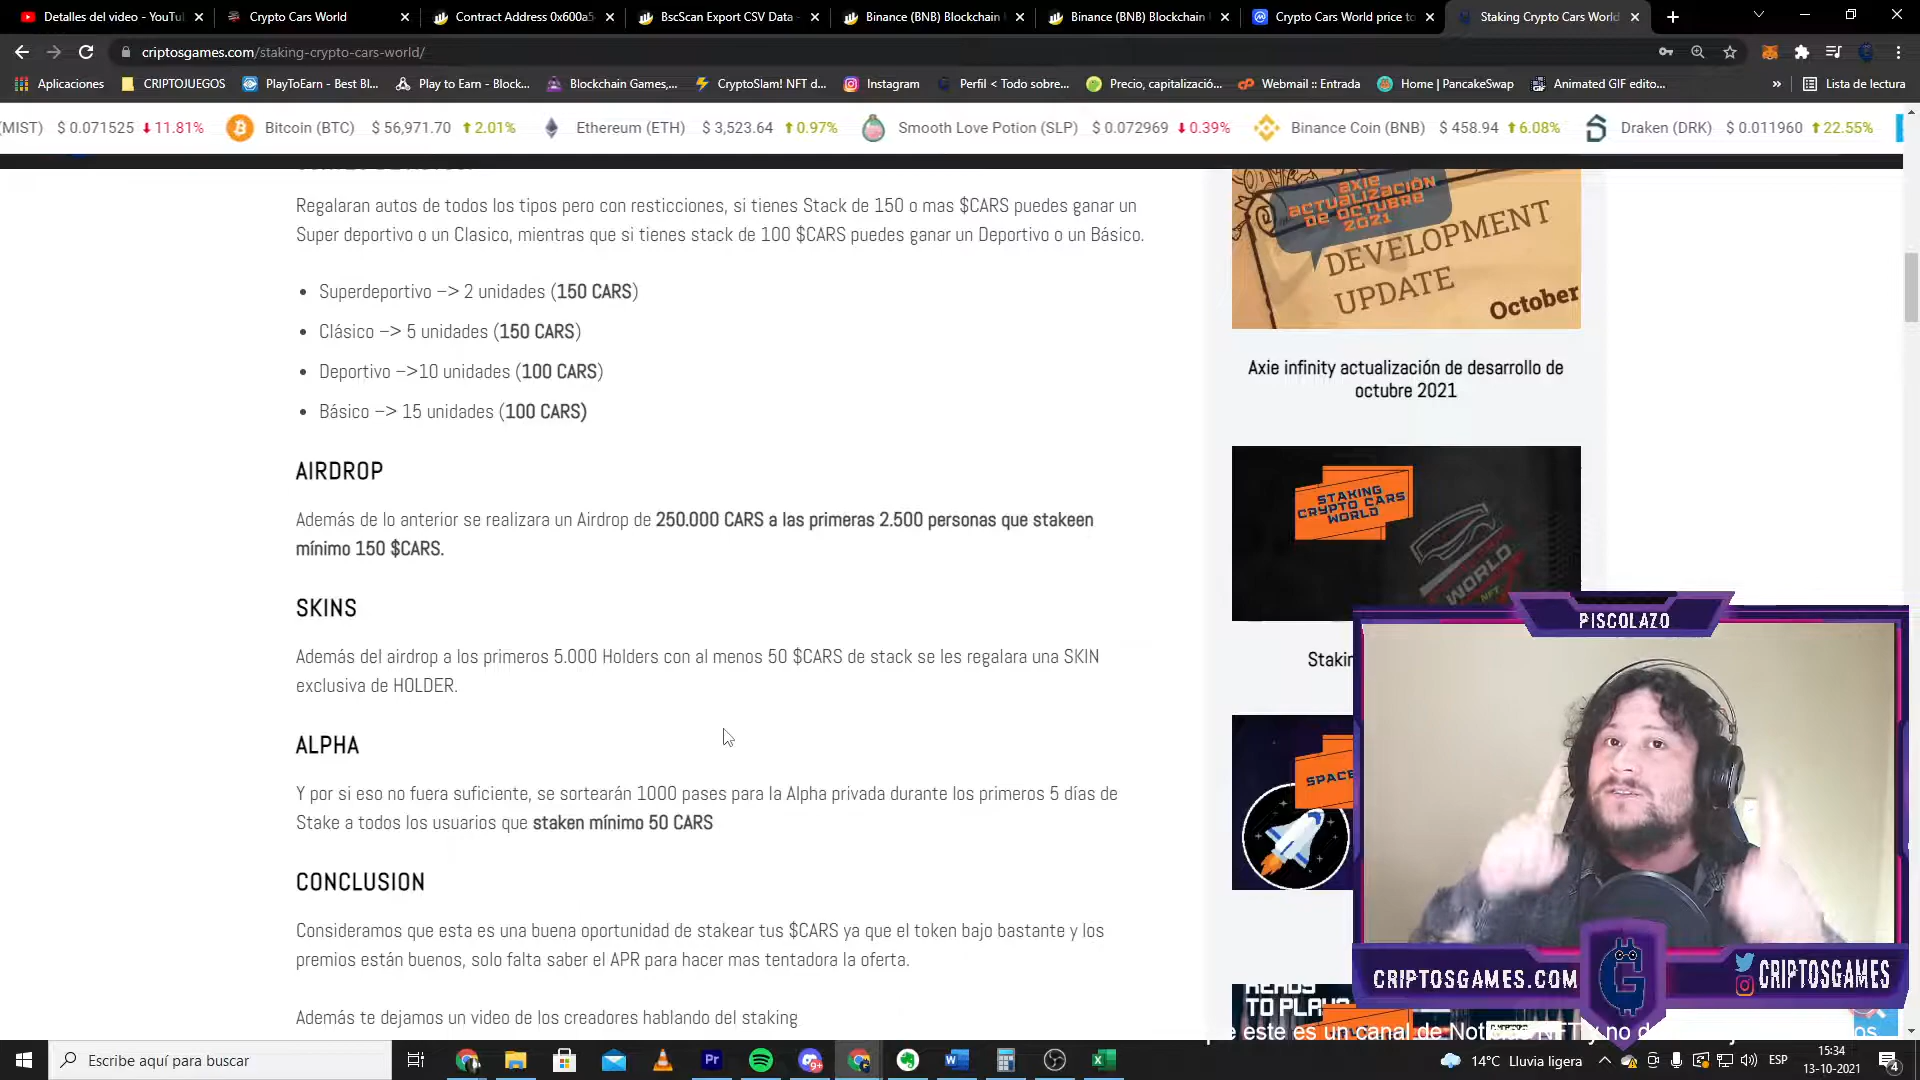 Detalles del video - YouTu
Crypto Cars World
Contract Address 0x600a5
BscScan Export CSV Data -
Binance (BNB) Blockchain
Binance (BNB) Blockchain
Crypto Cars World price to
Staking Crypto Cars World
criptosgames.com/staking-crypto-cars-world/
Aplicaciones
CRIPTOJUEGOS
PlayToEarn - Best Bl...
Play to Earn - Block...
Blockchain Games,...
CryptoSlam! NFT d...
Instagram
Perfil < Todo sobre...
Precio, capitalizació...
Webmail :: Entrada
Home | PancakeSwap
Animated GIF edito...
»
Lista de lectura
(MIST) $ 0.071525 11.81%
Bitcoin (BTC) $ 56,971.70 2.01%
Ethereum (ETH) $ 3,523.64 0.97%
Smooth Love Potion (SLP) $ 0.072969 0.39%
Binance Coin (BNB) $ 458.94 6.08%
Draken (DRK) $ 0.011960 22.55%
Regalaran autos de todos los tipos pero con resticciones, si tienes Stack de 150 o mas $CARS puedes ganar un
Super deportivo o un Clasico, mientras que si tienes stack de 100 $CARS puedes ganar un Deportivo o un Básico.
• Superdeportivo –> 2 unidades (150 CARS)
• Clásico –> 5 unidades (150 CARS)
• Deportivo –>10 unidades (100 CARS)
• Básico –> 15 unidades (100 CARS)
AIRDROP
Además de lo anterior se realizara un Airdrop de 250.000 CARS a las primeras 2.500 personas que stakeen
mínimo 150 $CARS.
SKINS
Además del airdrop a los primeros 5.000 Holders con al menos 50 $CARS de stack se les regalara una SKIN
exclusiva de HOLDER.
ALPHA
Y por si eso no fuera suficiente, se sortearán 1000 pases para la Alpha privada durante los primeros 5 días de
Stake a todos los usuarios que staken mínimo 50 CARS
CONCLUSION
Consideramos que esta es una buena oportunidad de stakear tus $CARS ya que el token bajo bastante y los
premios están buenos, solo falta saber el APR para hacer mas tentadora la oferta.
Además te dejamos un video de los creadores hablando del staking
AXIE
ACTUALIZACIÓN
DE OCTUBRE
2021
DEVELOPMENT
UPDATE
October
Axie infinity actualización de desarrollo de
octubre 2021
STAKING
CRYPTO CARS
WORLD
WORLD
Stakin
SPACE
READY
TO PLAY?
PISCOLAZO
CRIPTOSGAMES.COM
CRIPTOSGAMES
Escribe aquí para buscar
14°C Lluvia ligera
ESP
15:34
13-10-2021
4